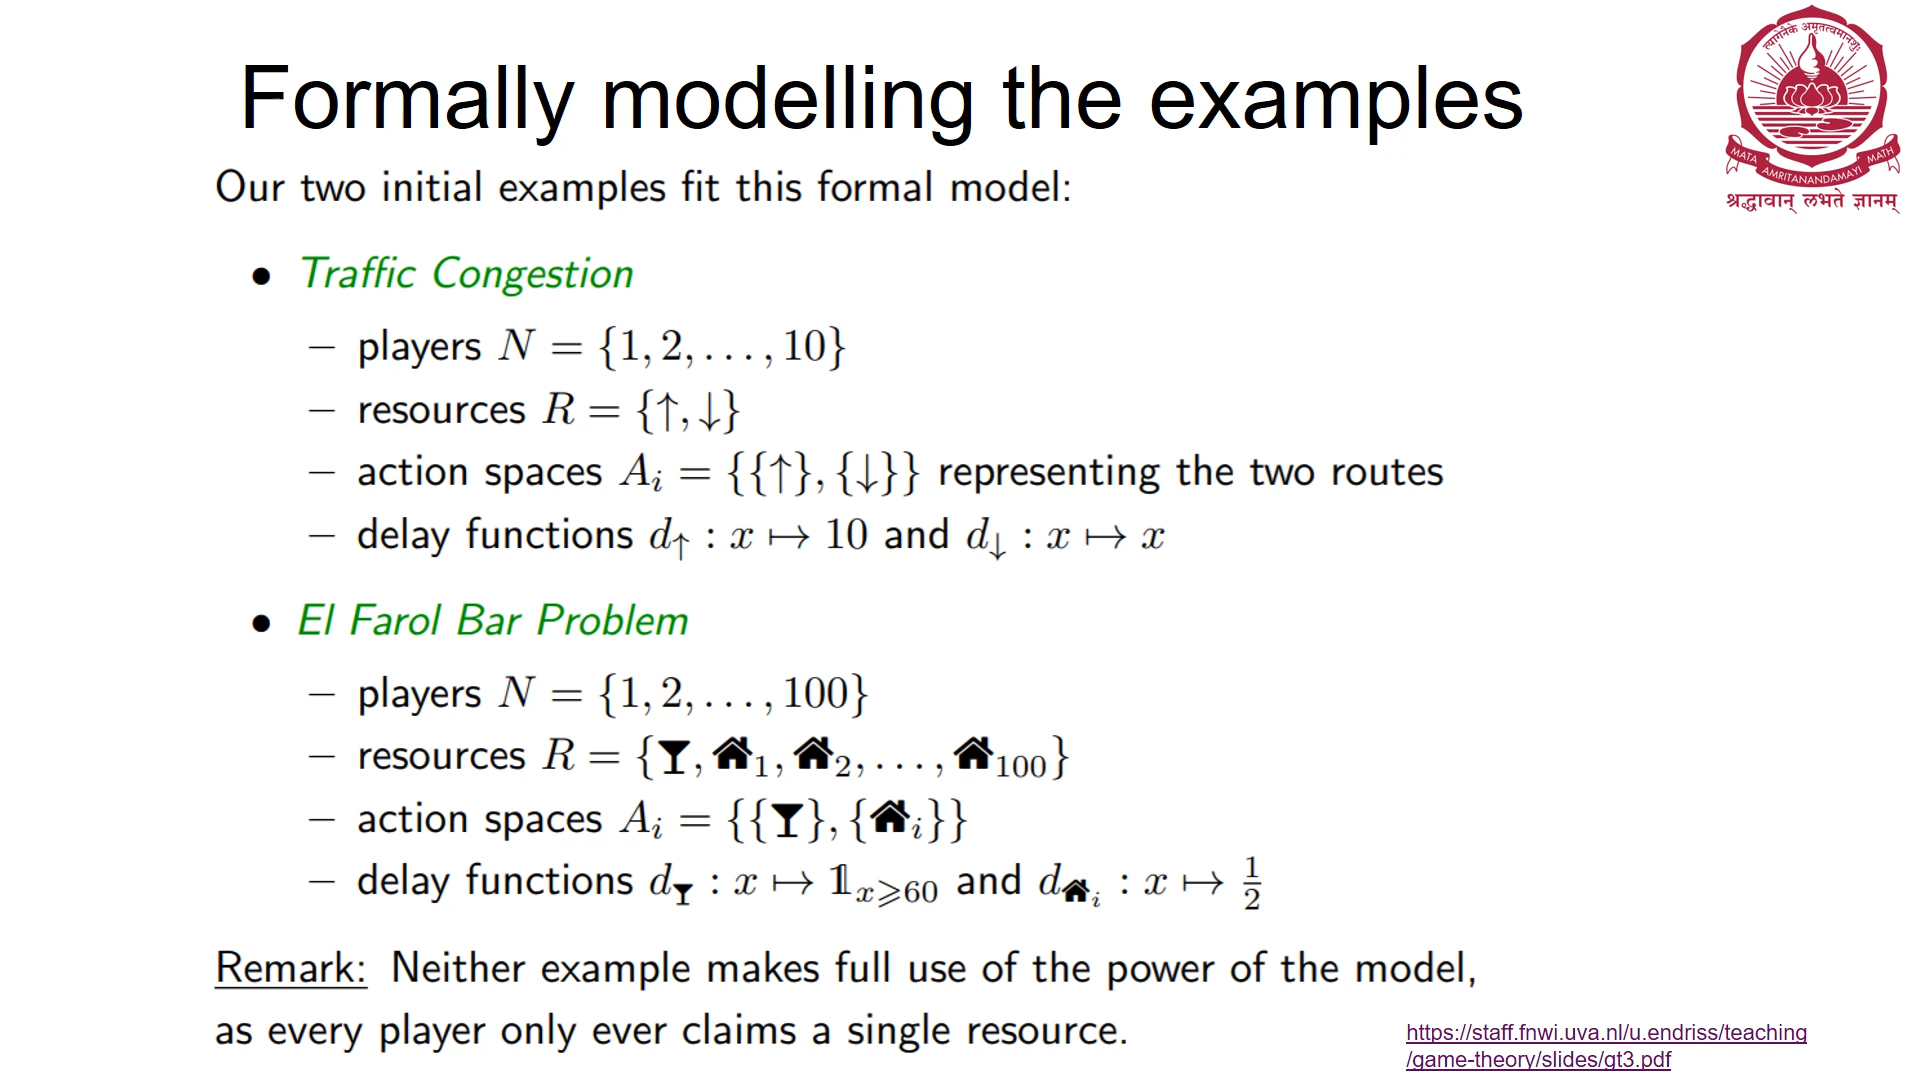 Formally modelling the examples
त्यागेनैके अमृतत्वमानशुः
MATA AMRITANANDAMAYI MATH
श्रद्धावान् लभते ज्ञानम्
Our two initial examples fit this formal model:
• Traffic Congestion
– players N = {1, 2, . . . , 10}
– resources R = {↑, ↓}
– action spaces Aᵢ = {{↑}, {↓}} representing the two routes
– delay functions d↑ : x ↦ 10 and d↓ : x ↦ x
• El Farol Bar Problem
– players N = {1, 2, . . . , 100}
– resources R = {🍸, 🏠₁, 🏠₂, . . . , 🏠₁₀₀}
– action spaces Aᵢ = {{🍸}, {🏠ᵢ}}
– delay functions d🍸 : x ↦ 𝟙ₓ⩾₆₀ and d🏠ᵢ : x ↦ 1/2
Remark: Neither example makes full use of the power of the model,
as every player only ever claims a single resource.
https://staff.fnwi.uva.nl/u.endriss/teaching
/game-theory/slides/gt3.pdf